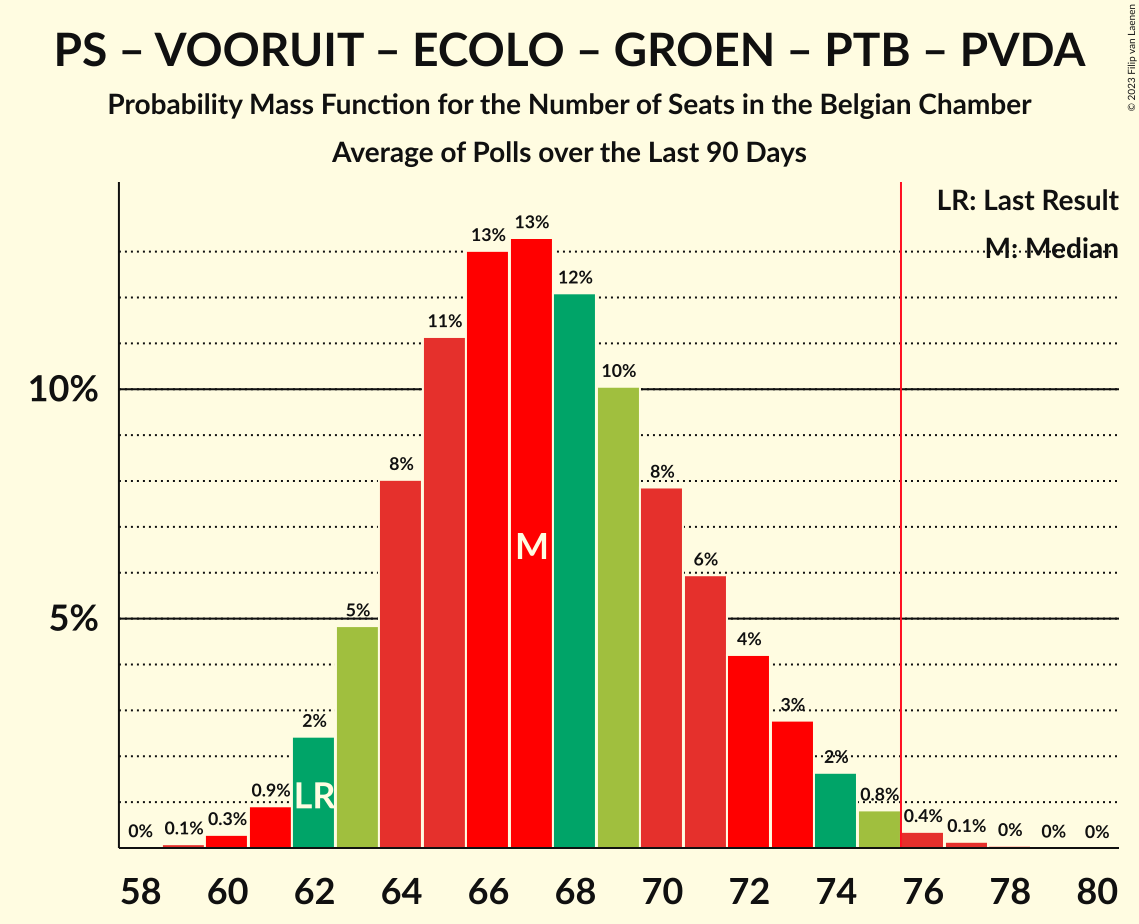 PS – VOORUIT – ECOLO – GROEN – PTB – PVDA
Probability Mass Function for the Number of Seats in the Belgian Chamber
Average of Polls over the Last 90 Days
© 2023 Filip van Laenen
LR: Last Result
M: Median
10%
5%
0%
0.1%
0.3%
0.9%
2%
5%
8%
11%
13%
13%
12%
10%
8%
6%
4%
3%
2%
0.8%
0.4%
0.1%
0%
0%
0%
LR
M
58 60 62 64 66 68 70 72 74 76 78 80